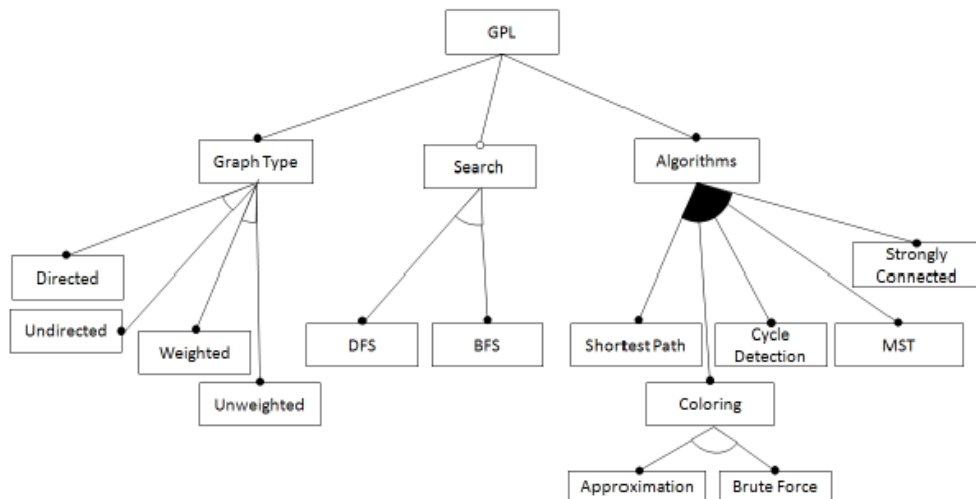 GPL
Graph Type
Search
Algorithms
Directed
Undirected
Weighted
Unweighted
DFS
BFS
Shortest Path
Cycle
Detection
MST
Strongly
Connected
Coloring
Approximation
Brute Force